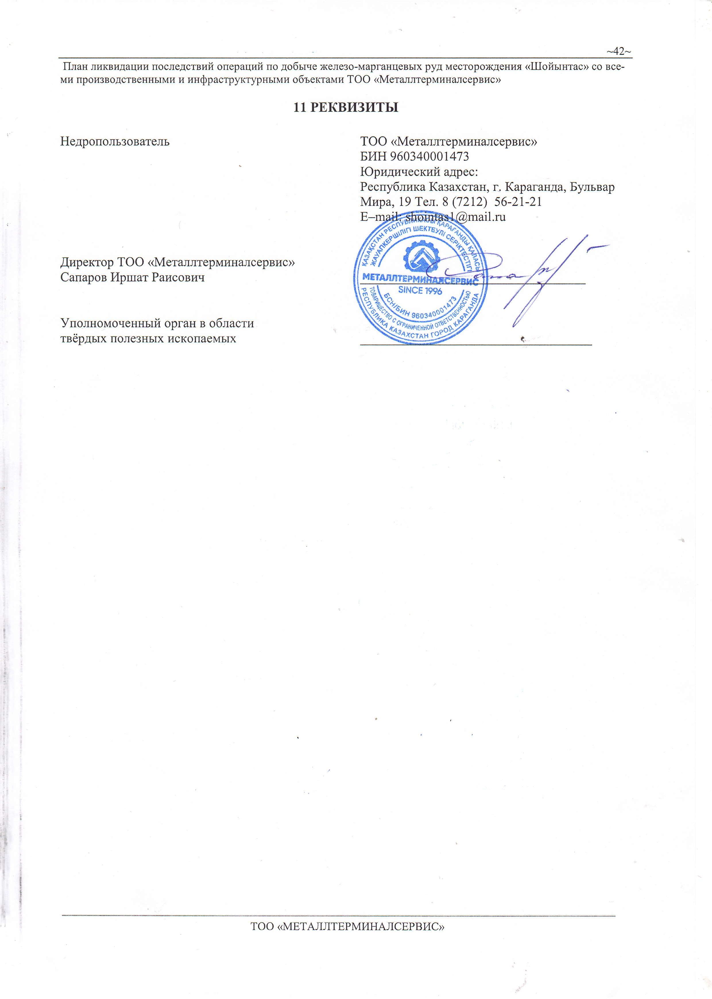 ~42~
План ликвидации последствий операций по добыче железо-марганцевых руд месторождения «Шойынтас» со все-
ми производственными и инфраструктурными объектами ТОО «Металлтерминалсервис»
11 РЕКВИЗИТЫ
Недропользователь
ТОО «Металлтерминалсервис»
БИН 960340001473
Юридический адрес:
Республика Казахстан, г. Караганда, Бульвар
Мира, 19 Тел. 8 (7212) 56-21-21
E–mail: shointas1@mail.ru
Директор ТОО «Металлтерминалсервис»
Сапаров Иршат Раисович
ҚАЗАҚСТАН РЕСПУБЛИКАСЫ ҚАРАҒАНДЫ ҚАЛАСЫ
ЖАУАПКЕРШІЛІГІ ШЕКТЕУЛІ СЕРІКТЕСТІГІ
МЕТАЛЛТЕРМИНАЛСЕРВИС
SINCE 1996
БСН/БИН 960340001473
ТОВАРИЩЕСТВО С ОГРАНИЧЕННОЙ ОТВЕТСТВЕННОСТЬЮ
РЕСПУБЛИКА КАЗАХСТАН ГОРОД КАРАГАНДА
Уполномоченный орган в области
твёрдых полезных ископаемых
ТОО «МЕТАЛЛТЕРМИНАЛСЕРВИС»